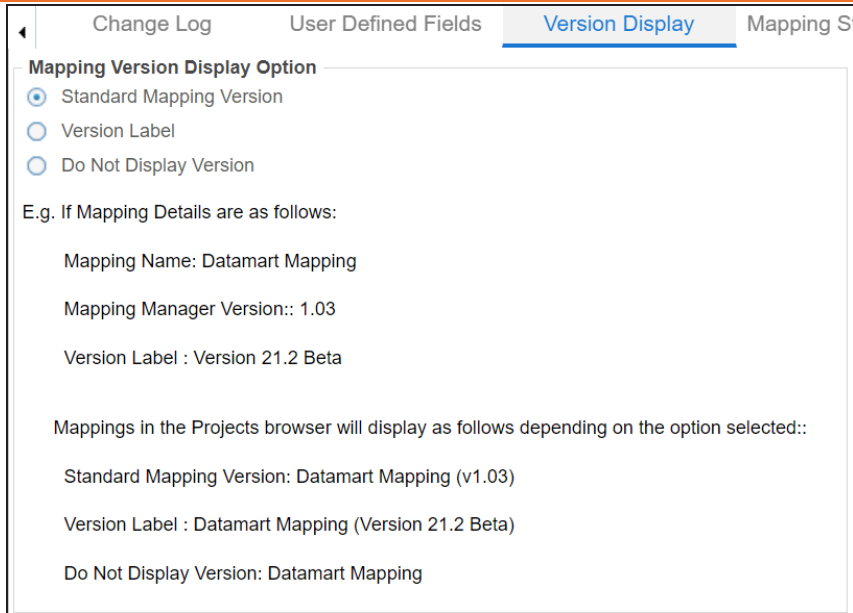 Change Log User Defined Fields Version Display Mapping S
Mapping Version Display Option
Standard Mapping Version
Version Label
Do Not Display Version
E.g. If Mapping Details are as follows:
Mapping Name: Datamart Mapping
Mapping Manager Version:: 1.03
Version Label : Version 21.2 Beta
Mappings in the Projects browser will display as follows depending on the option selected::
Standard Mapping Version: Datamart Mapping (v1.03)
Version Label : Datamart Mapping (Version 21.2 Beta)
Do Not Display Version: Datamart Mapping